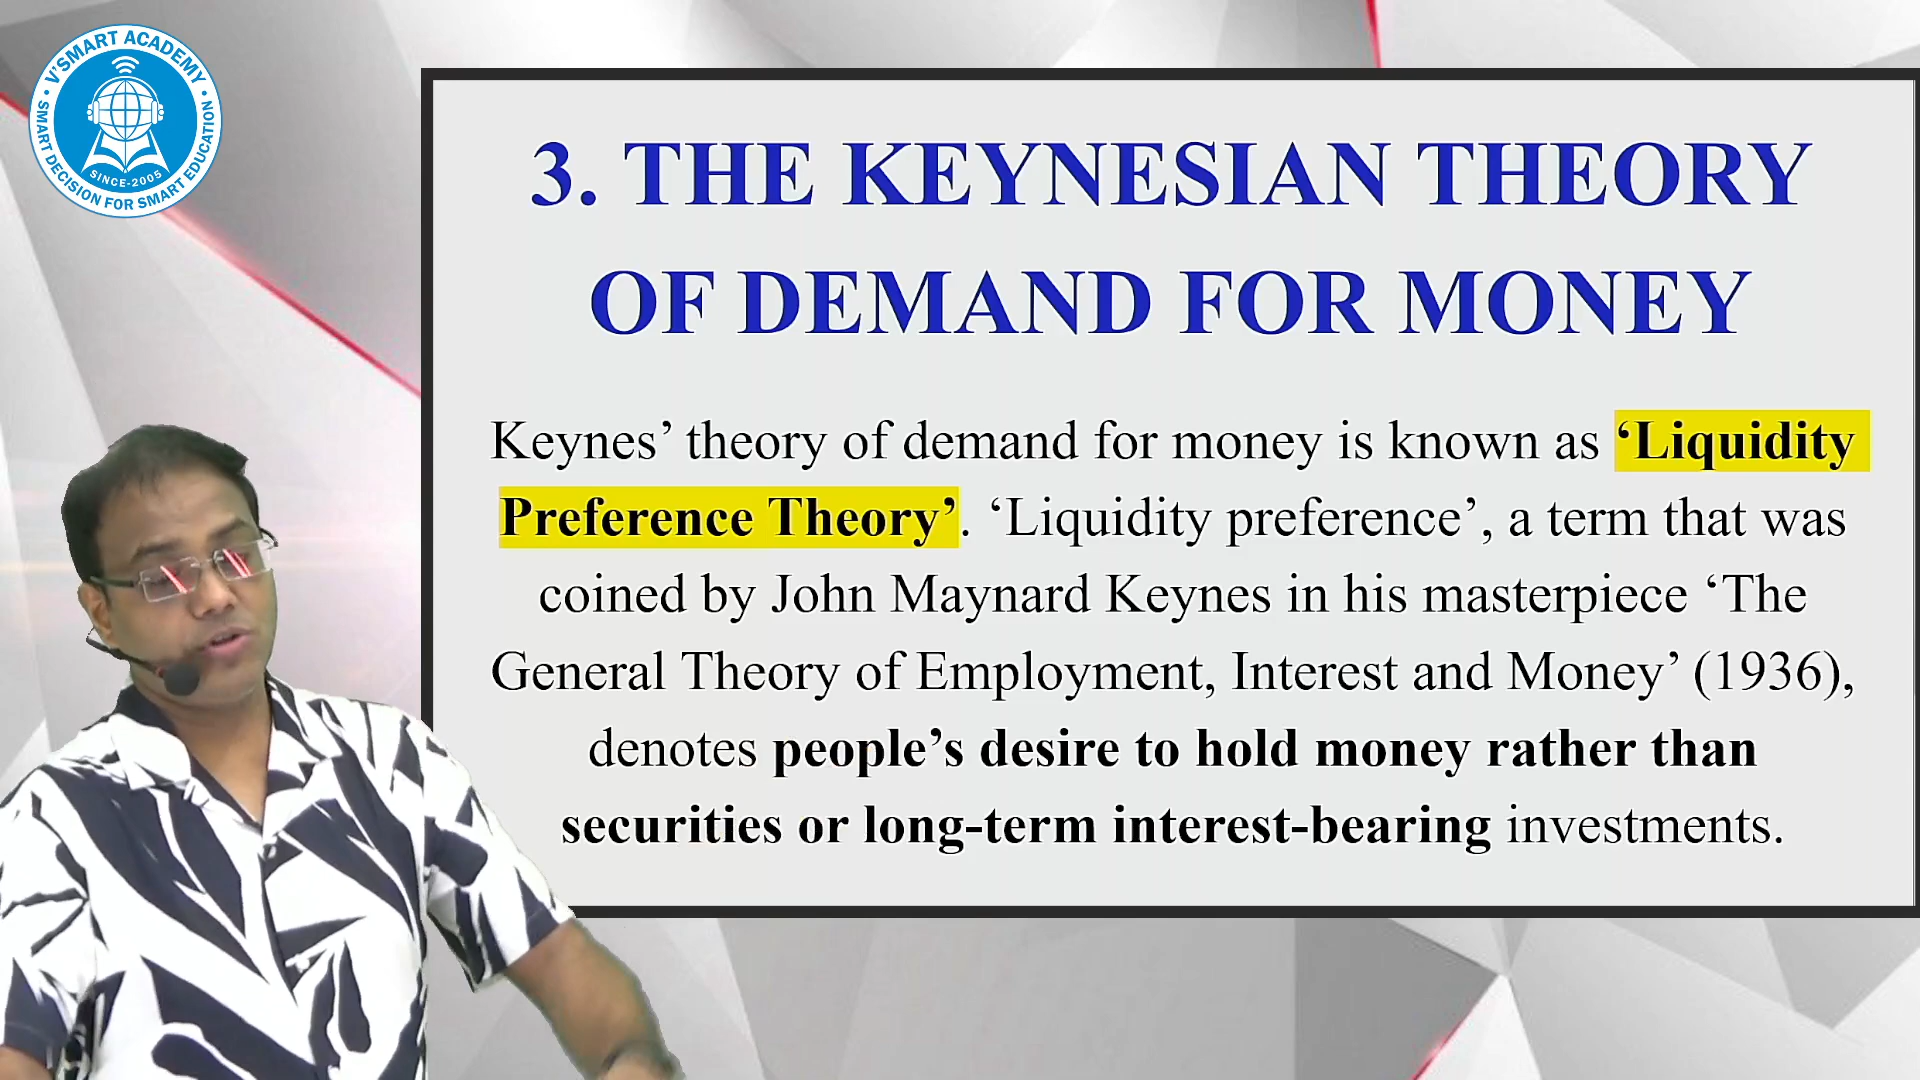 V'SMART ACADEMY
SINCE-2005
SMART DECISION FOR SMART EDUCATION
3. THE KEYNESIAN THEORY
OF DEMAND FOR MONEY
Keynes’ theory of demand for money is known as ‘Liquidity
Preference Theory’. ‘Liquidity preference’, a term that was
coined by John Maynard Keynes in his masterpiece ‘The
General Theory of Employment, Interest and Money’ (1936),
denotes people’s desire to hold money rather than
securities or long-term interest-bearing investments.